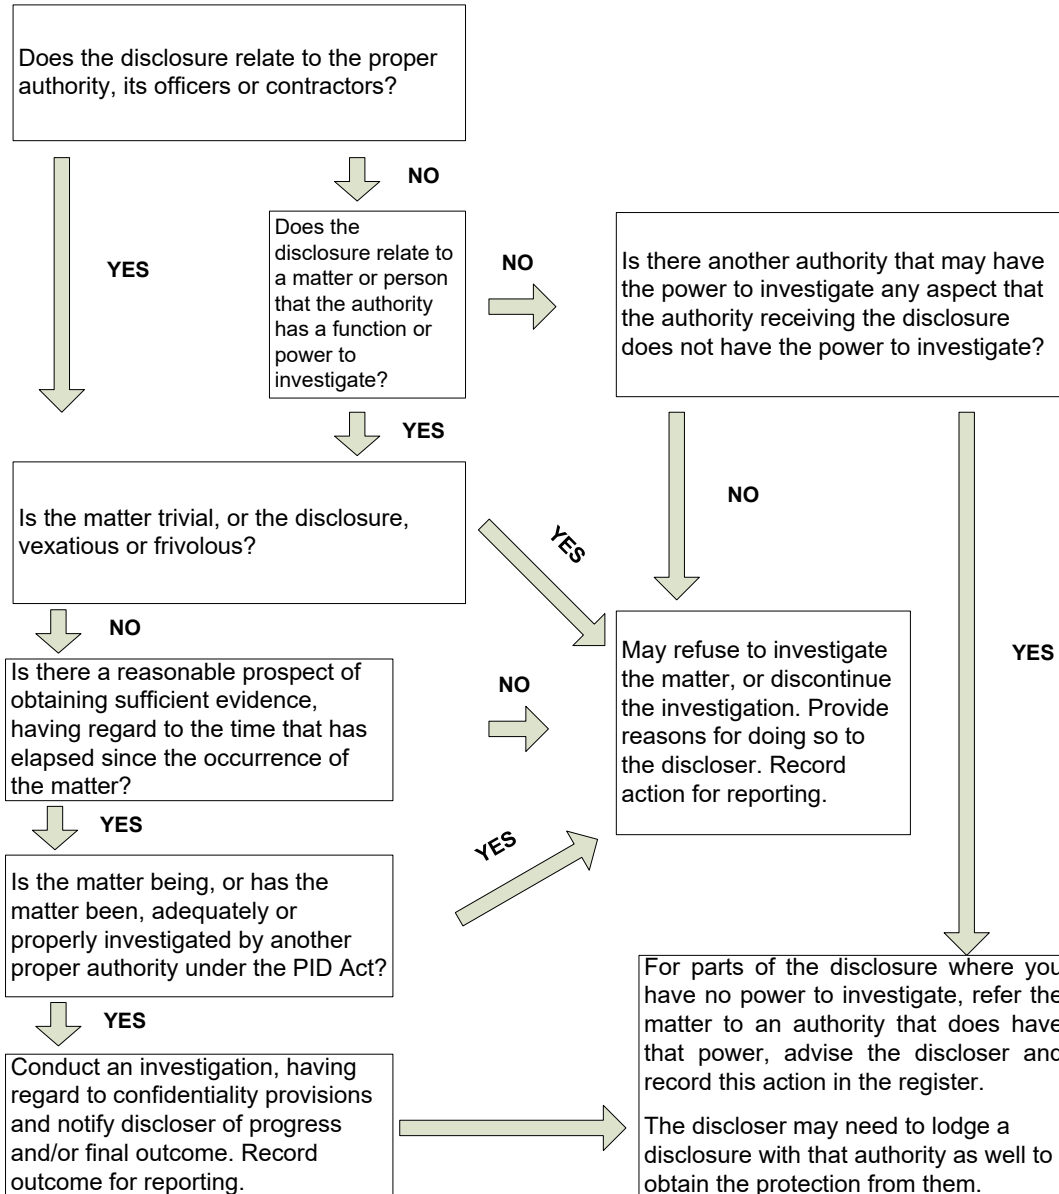 Does the disclosure relate to the proper
authority, its officers or contractors?
NO
YES
Does the
disclosure relate to
a matter or person
that the authority
has a function or
power to
investigate?
NO
Is there another authority that may have
the power to investigate any aspect that
the authority receiving the disclosure
does not have the power to investigate?
YES
NO
YES
Is the matter trivial, or the disclosure,
vexatious or frivolous?
YES
NO
Is there a reasonable prospect of
obtaining sufficient evidence,
having regard to the time that has
elapsed since the occurrence of
the matter?
NO
May refuse to investigate
the matter, or discontinue
the investigation. Provide
reasons for doing so to
the discloser. Record
action for reporting.
YES
Is the matter being, or has the
matter been, adequately or
properly investigated by another
proper authority under the PID Act?
YES
YES
Conduct an investigation, having
regard to confidentiality provisions
and notify discloser of progress
and/or final outcome. Record
outcome for reporting.
For parts of the disclosure where you
have no power to investigate, refer the
matter to an authority that does have
that power, advise the discloser and
record this action in the register.
The discloser may need to lodge a
disclosure with that authority as well to
obtain the protection from them.